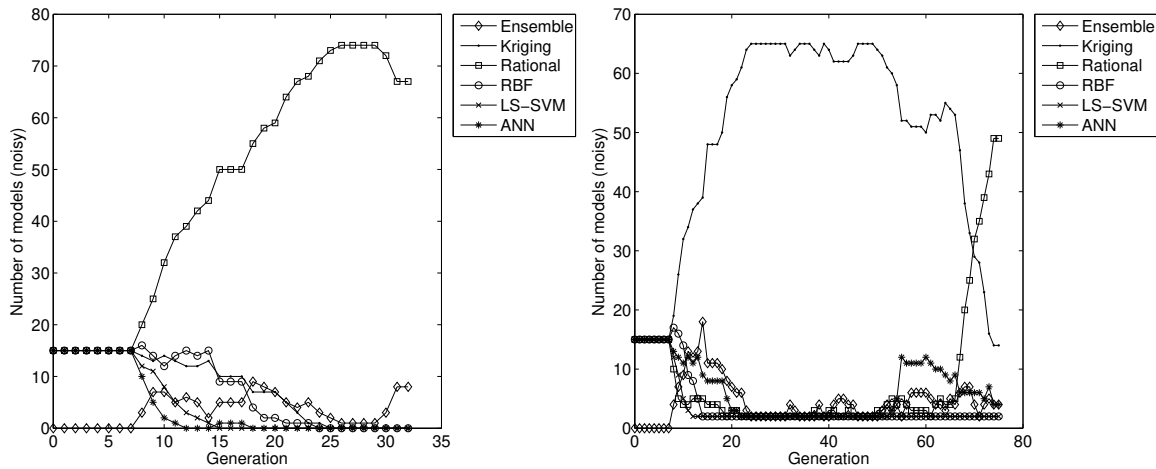 80
70
60
50
40
30
20
10
0
Number of models (noisy)
0 5 10 15 20 25 30 35
Generation
Ensemble
Kriging
Rational
RBF
LS-SVM
ANN
70
60
50
40
30
20
10
0
Number of models (noisy)
0 20 40 60 80
Generation
Ensemble
Kriging
Rational
RBF
LS-SVM
ANN